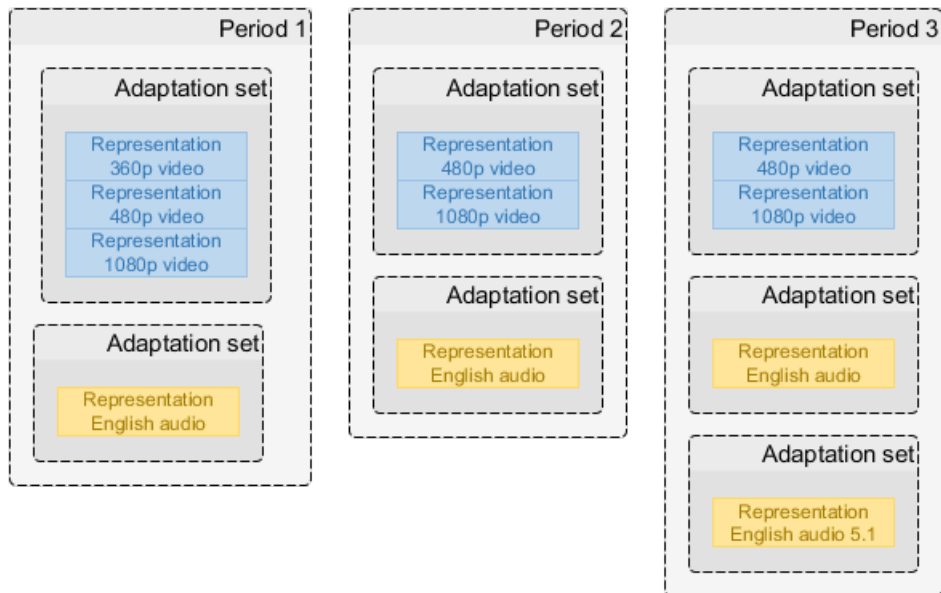 Period 1
Adaptation set
Representation
360p video
Representation
480p video
Representation
1080p video
Adaptation set
Representation
English audio
Period 2
Adaptation set
Representation
480p video
Representation
1080p video
Adaptation set
Representation
English audio
Period 3
Adaptation set
Representation
480p video
Representation
1080p video
Adaptation set
Representation
English audio
Adaptation set
Representation
English audio 5.1